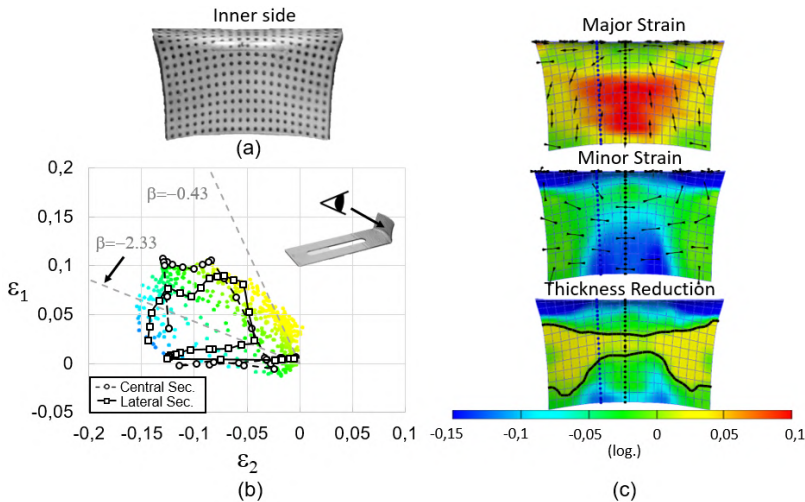 Inner side
(a)
0,2
0,15
0,1
0,05
0
-0,05
ε1
β=−0.43
β=−2.33
Central Sec.
Lateral Sec.
-0,2
-0,15
-0,1
-0,05
0
0,05
0,1
ε2
(b)
Major Strain
Minor Strain
Thickness Reduction
-0,15
-0,1
-0,05
0
0,05
0,1
(log.)
(c)